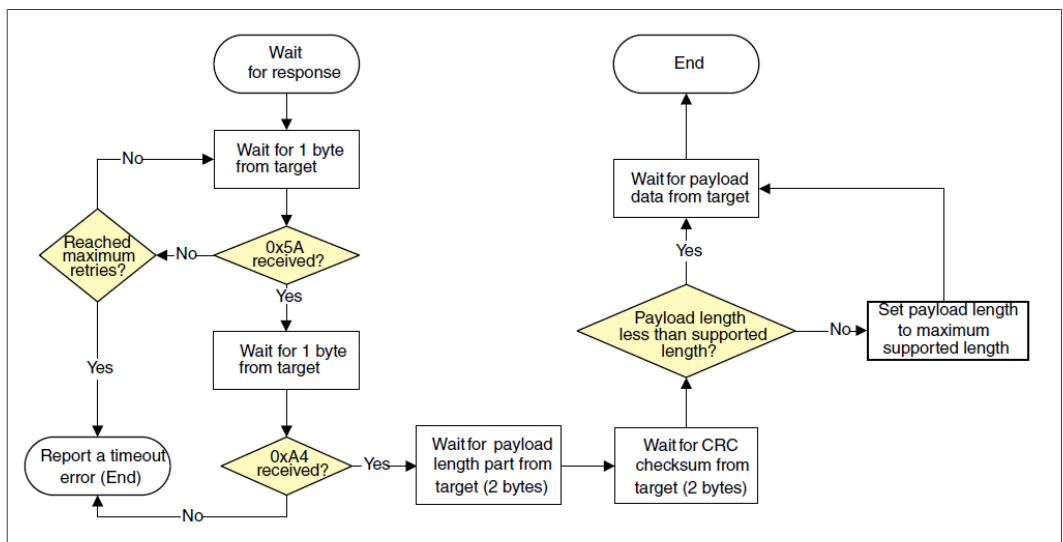 Wait
for response
No
Wait for 1 byte
from target
Reached
maximum
retries?
No
0x5A
received?
Yes
Wait for 1 byte
from target
Yes
Report a timeout
error (End)
0xA4
received?
No
Yes
Wait for payload
length part from
target (2 bytes)
Wait for CRC
checksum from
target (2 bytes)
Payload length
less than supported
length?
No
Set payload length
to maximum
supported length
Yes
Wait for payload
data from target
End